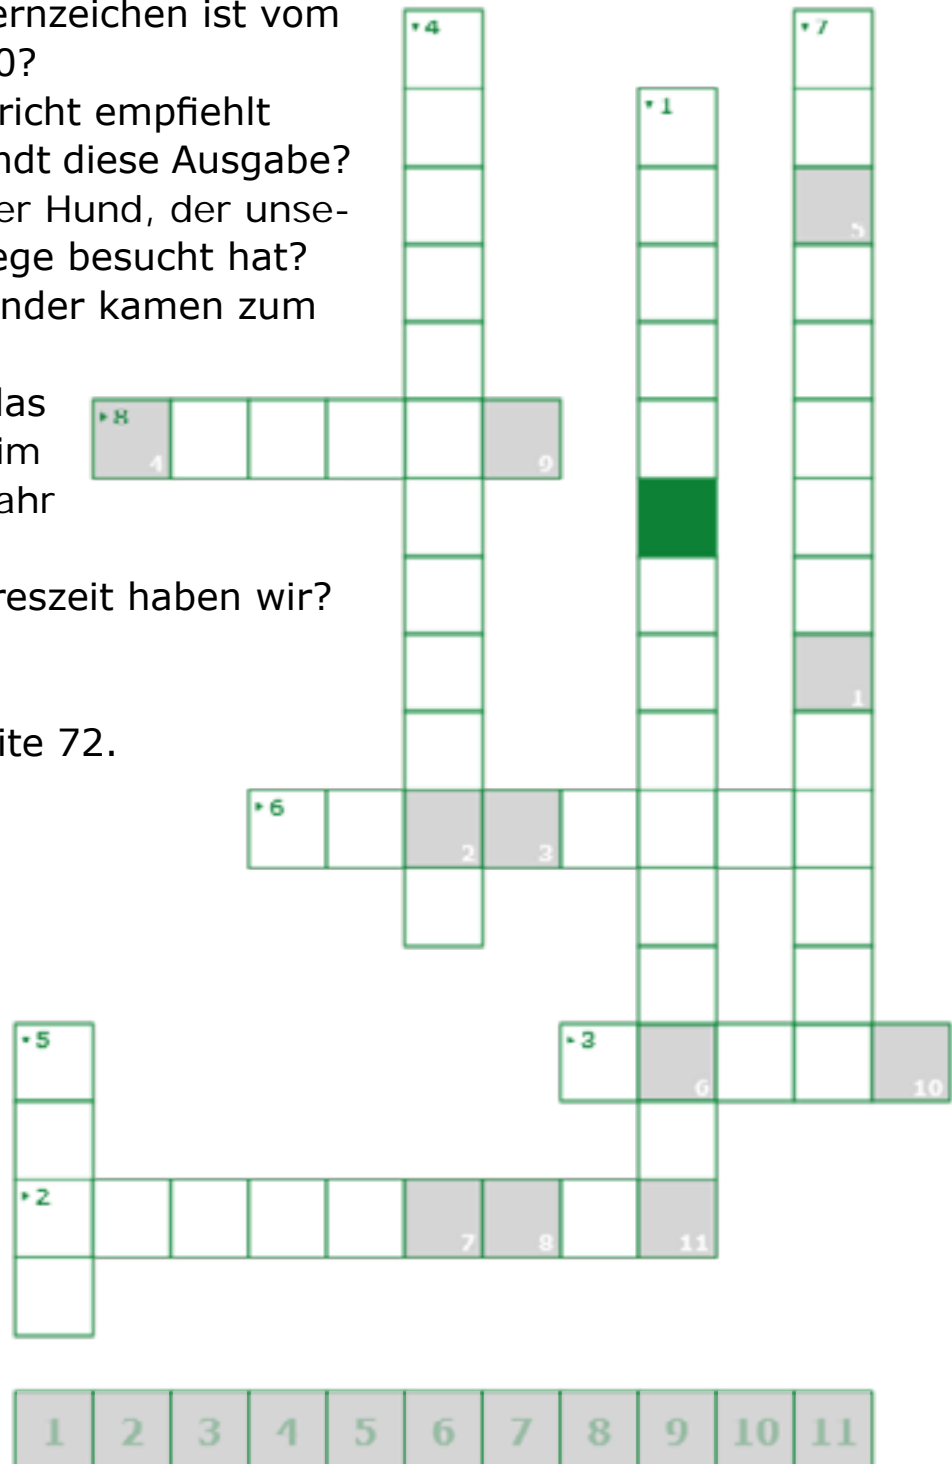 ernzeichen ist vom
0?
richt empfiehlt
ndt diese Ausgabe?
er Hund, der unse-
ege besucht hat?
nder kamen zum
las
im
ahr
reszeit haben wir?
ite 72.
4
7
1
5
8
4
9
1
6
2
3
5
3
6
10
2
7
8
11
1 2 3 4 5 6 7 8 9 10 11